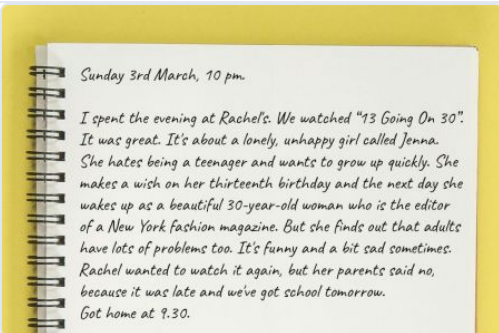 Sunday 3rd March, 10 pm.
I spent the evening at Rachel's. We watched "13 Going On 30".
It was great. It's about a lonely, unhappy girl called Jenna.
She hates being a teenager and wants to grow up quickly. She
makes a wish on her thirteenth birthday and the next day she
wakes up as a beautiful 30-year-old woman who is the editor
of a New York fashion magazine. But she finds out that adults
have lots of problems too. It's funny and a bit sad sometimes.
Rachel wanted to watch it again, but her parents said no,
because it was late and we've got school tomorrow.
Got home at 9.30.